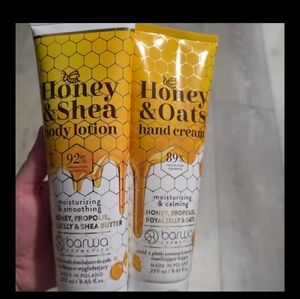 Honey
& Shea
body lotion
92%
moisturizing
& smoothing
HONEY, PROPOLIS,
JELLY & SHEA BUTTER
barwa
COSMETICS
MADE IN POLAND
250 ml / 8.45 fl.oz.
Honey
& Oats
hand cream
89%
moisturizing
& calming
HONEY, PROPOLIS,
ROYAL JELLY & OATS
barwa
COSMETICS
MADE IN POLAND
250 ml / 8.45 fl.oz.